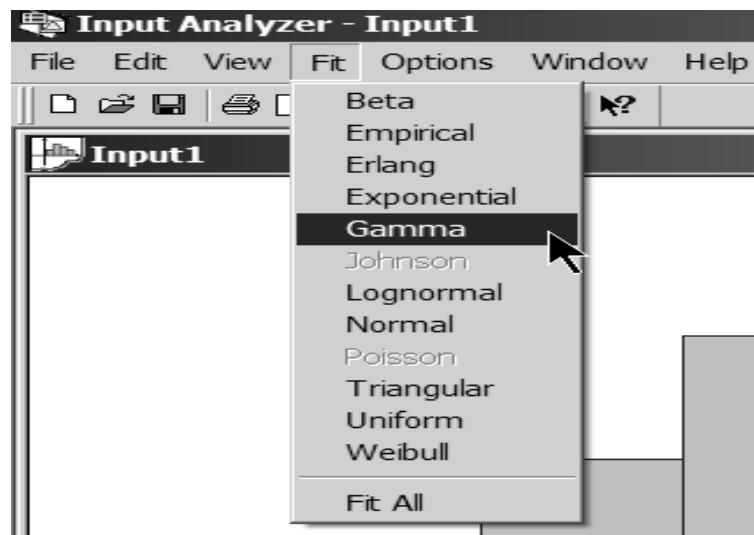 Input Analyzer - Input1
File Edit View Fit Options Window Help
Input1
Beta
Empirical
Erlang
Exponential
Gamma
Johnson
Lognormal
Normal
Poisson
Triangular
Uniform
Weibull
Fit All